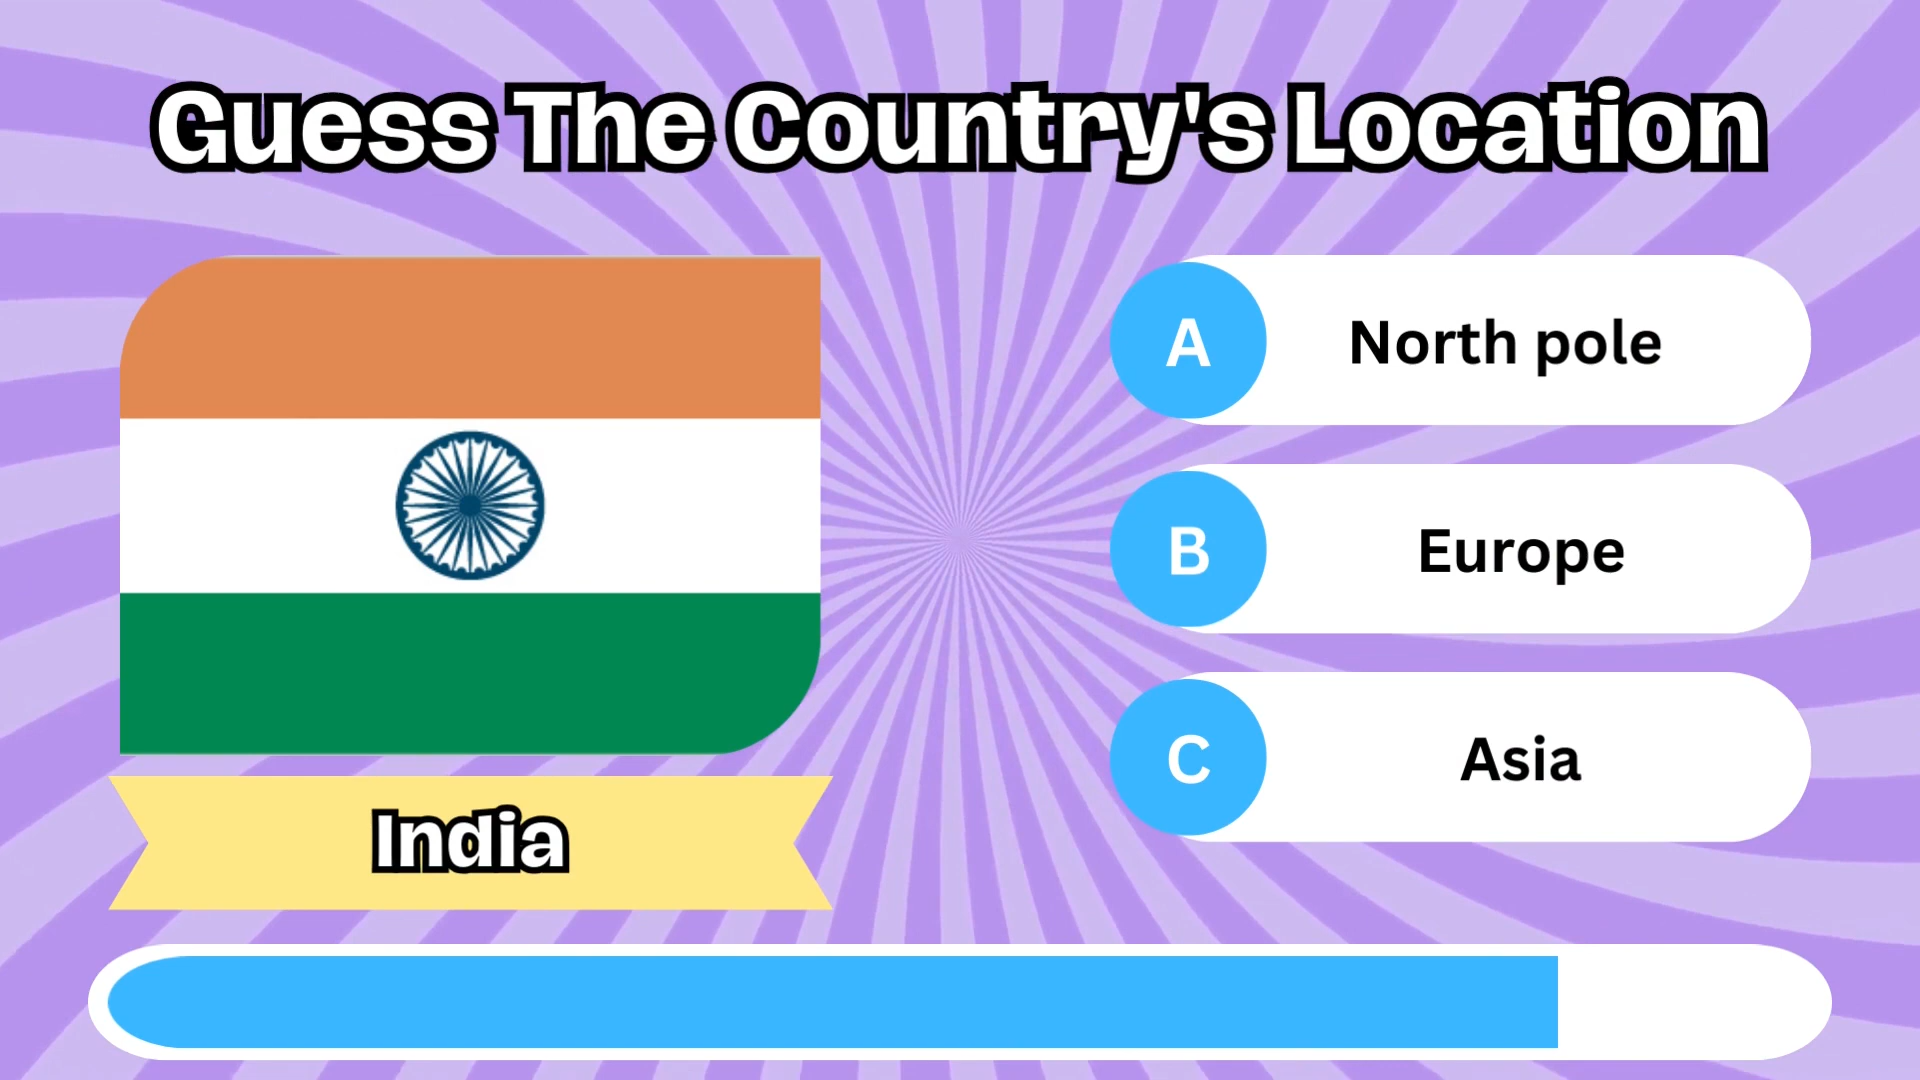 Guess The Country's Location
A North pole
B Europe
C Asia
India